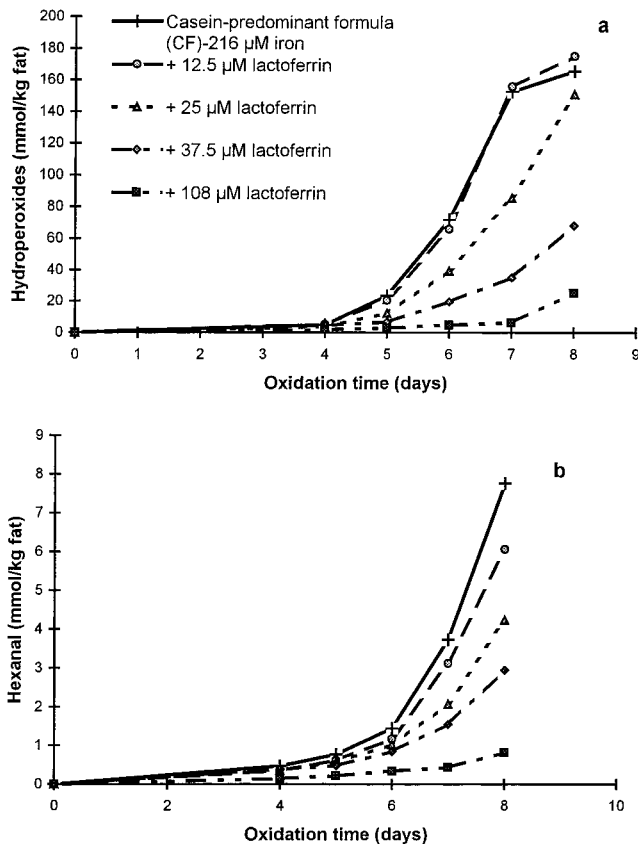 a
Casein-predominant formula
(CF)-216 µM iron
+ 12.5 µM lactoferrin
+ 25 µM lactoferrin
+ 37.5 µM lactoferrin
+ 108 µM lactoferrin
Hydroperoxides (mmol/kg fat)
200
180
160
140
120
100
80
60
40
20
0
0 1 2 3 4 5 6 7 8 9
Oxidation time (days)
b
Hexanal (mmol/kg fat)
9
8
7
6
5
4
3
2
1
0
0 2 4 6 8 10
Oxidation time (days)